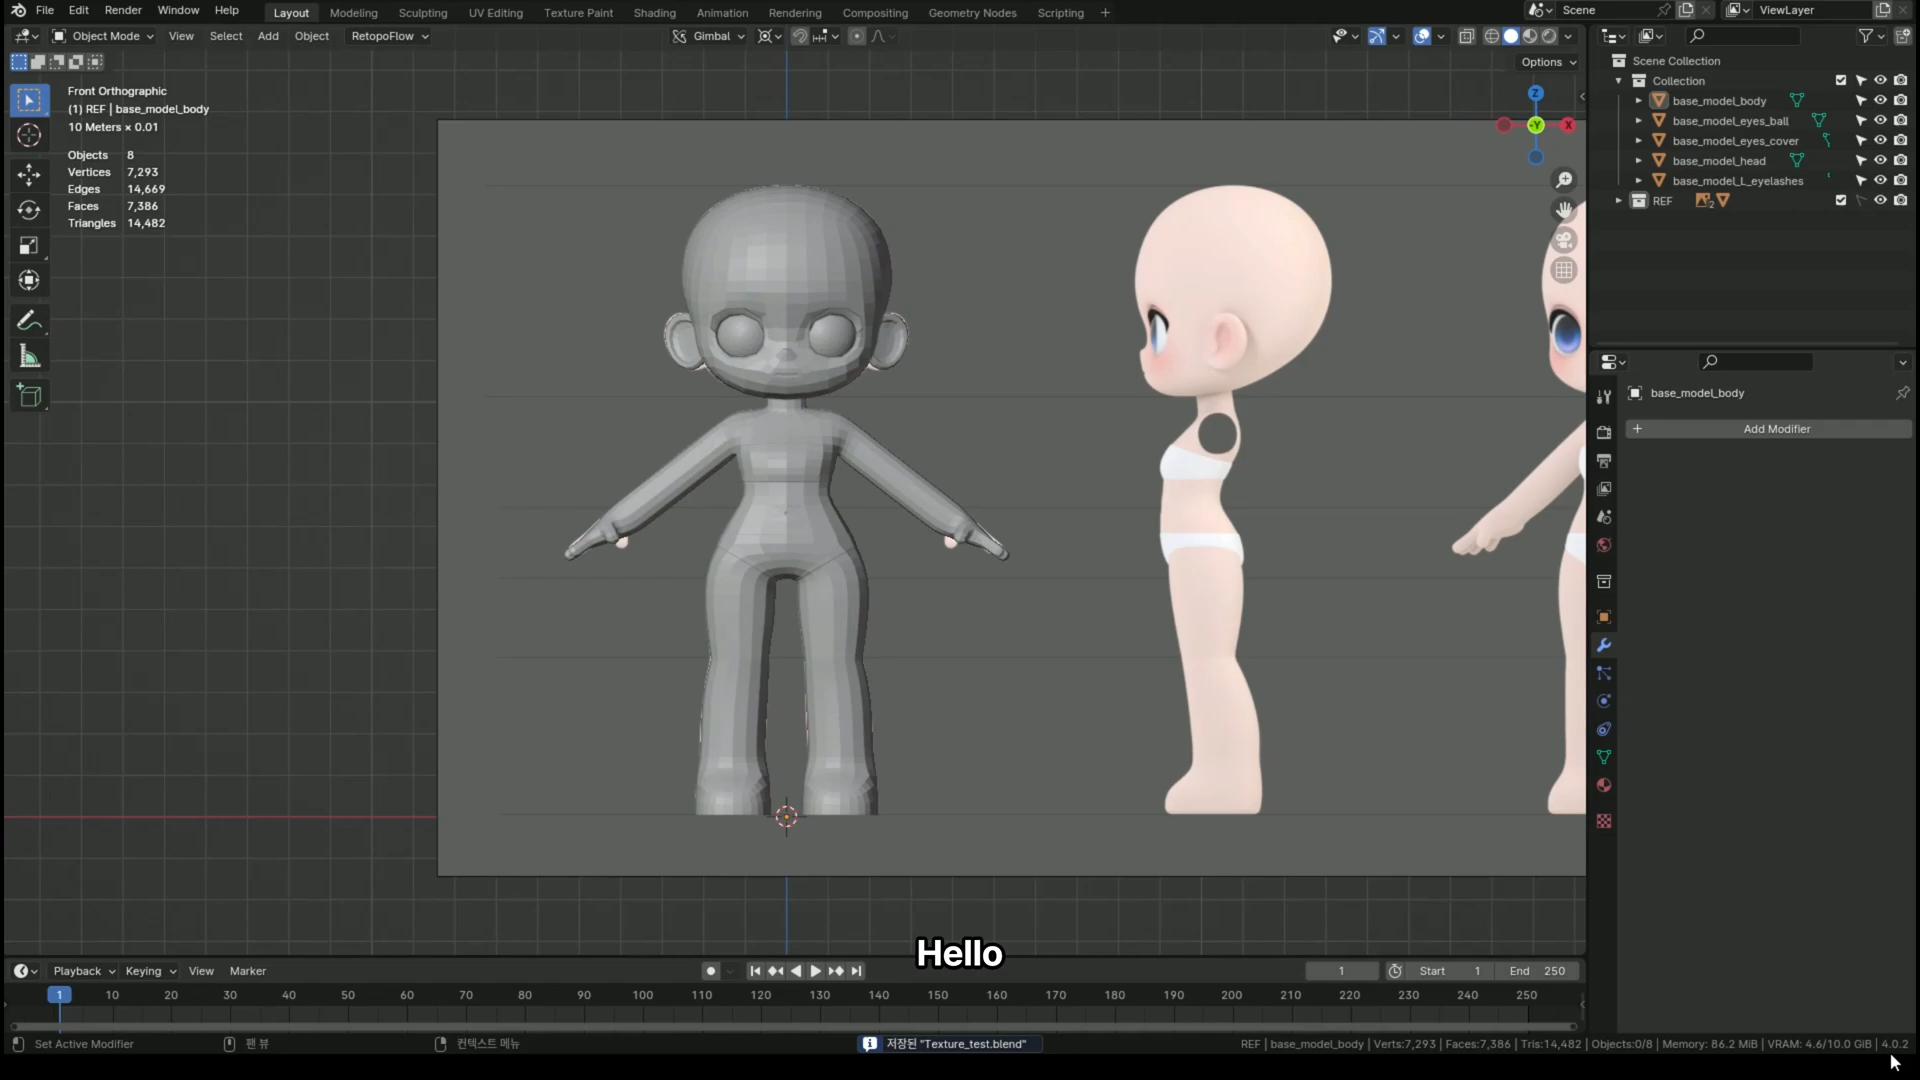 File Edit Render Window Help Layout Modeling Sculpting UV Editing Texture Paint Shading Animation Rendering Compositing Geometry Nodes Scripting + Scene ViewLayer
Object Mode View Select Add Object RetopoFlow Gimbal
Options
Front Orthographic
(1) REF | base_model_body
10 Meters × 0.01
Objects 8
Vertices 7,293
Edges 14,669
Faces 7,386
Triangles 14,482
Z
-Y
X
Scene Collection
Collection
base_model_body
base_model_eyes_ball
base_model_eyes_cover
base_model_head
base_model_L_eyelashes
REF 2
base_model_body
+ Add Modifier
Hello
Playback Keying View Marker 1 Start 1 End 250
1 10 20 30 40 50 60 70 80 90 100 110 120 130 140 150 160 170 180 190 200 210 220 230 240 250
Set Active Modifier 팬 뷰 컨텍스트 메뉴 저장된 "Texture_test.blend" REF | base_model_body | Verts:7,293 | Faces:7,386 | Tris:14,482 | Objects:0/8 | Memory: 86.2 MiB | VRAM: 4.6/10.0 GiB | 4.0.2